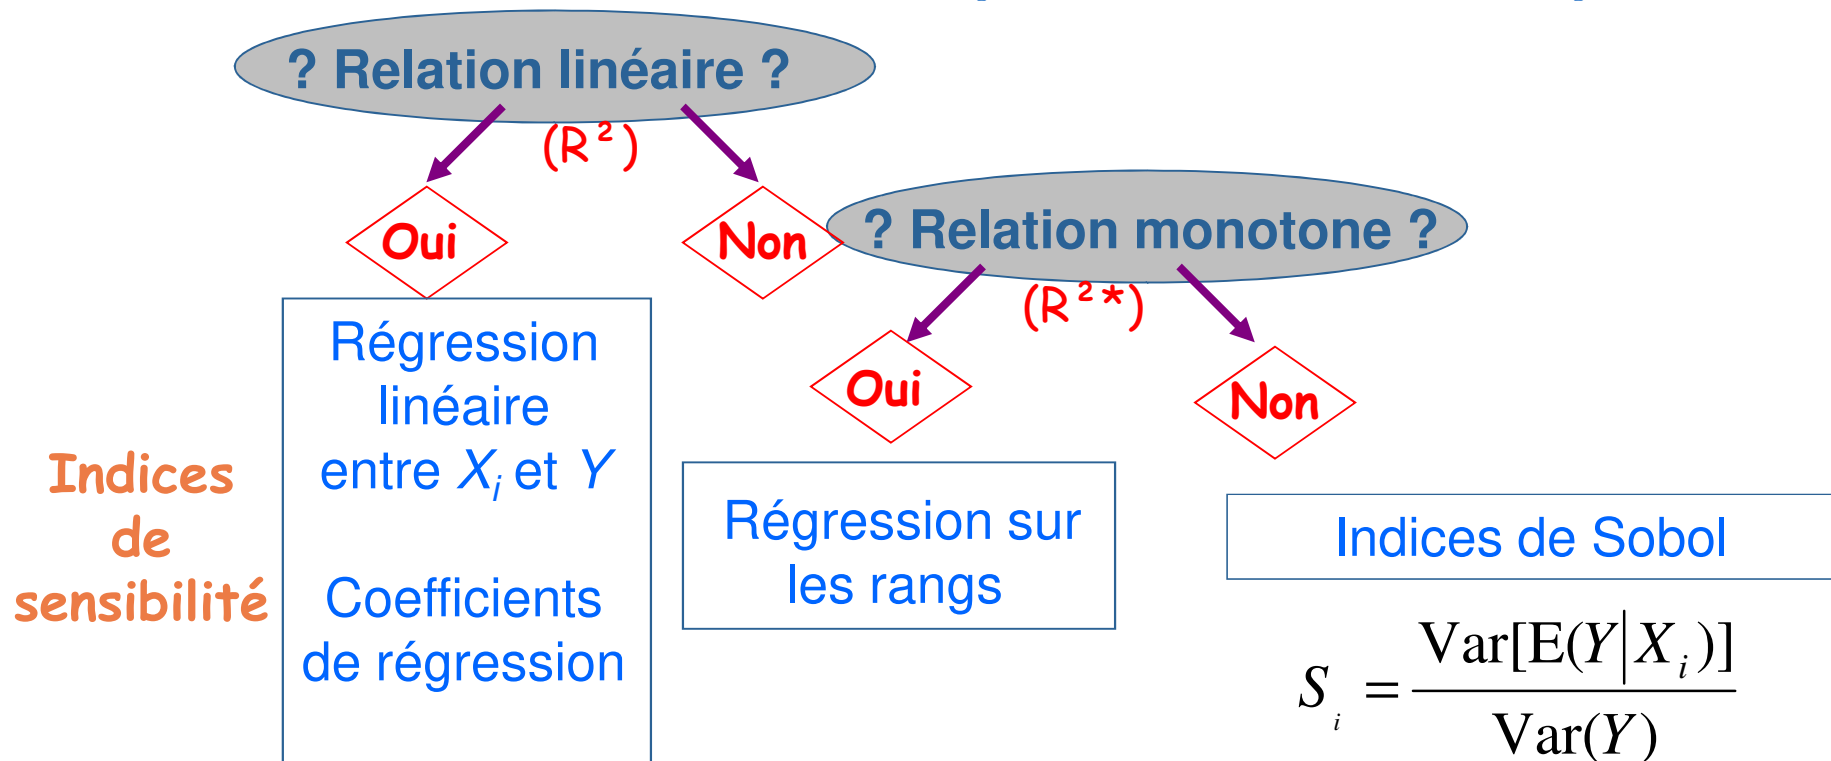 ? Relation linéaire ?
(R²)
Oui
Non
? Relation monotone ?
(R²*)
Oui
Non
Indices
de
sensibilité
Régression
linéaire
entre Xᵢ et Y
Coefficients
de régression
Régression sur
les rangs
Indices de Sobol
Sᵢ = Var[E(Y|Xᵢ)] / Var(Y)